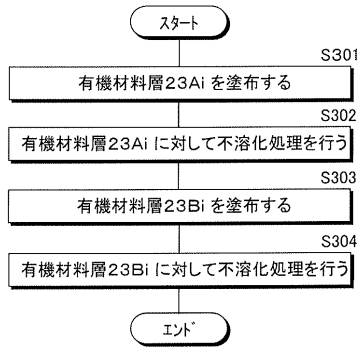 スタート
S301
有機材料層23Aiを塗布する
S302
有機材料層23Aiに対して不溶化処理を行う
S303
有機材料層23Biを塗布する
S304
有機材料層23Biに対して不溶化処理を行う
エンド